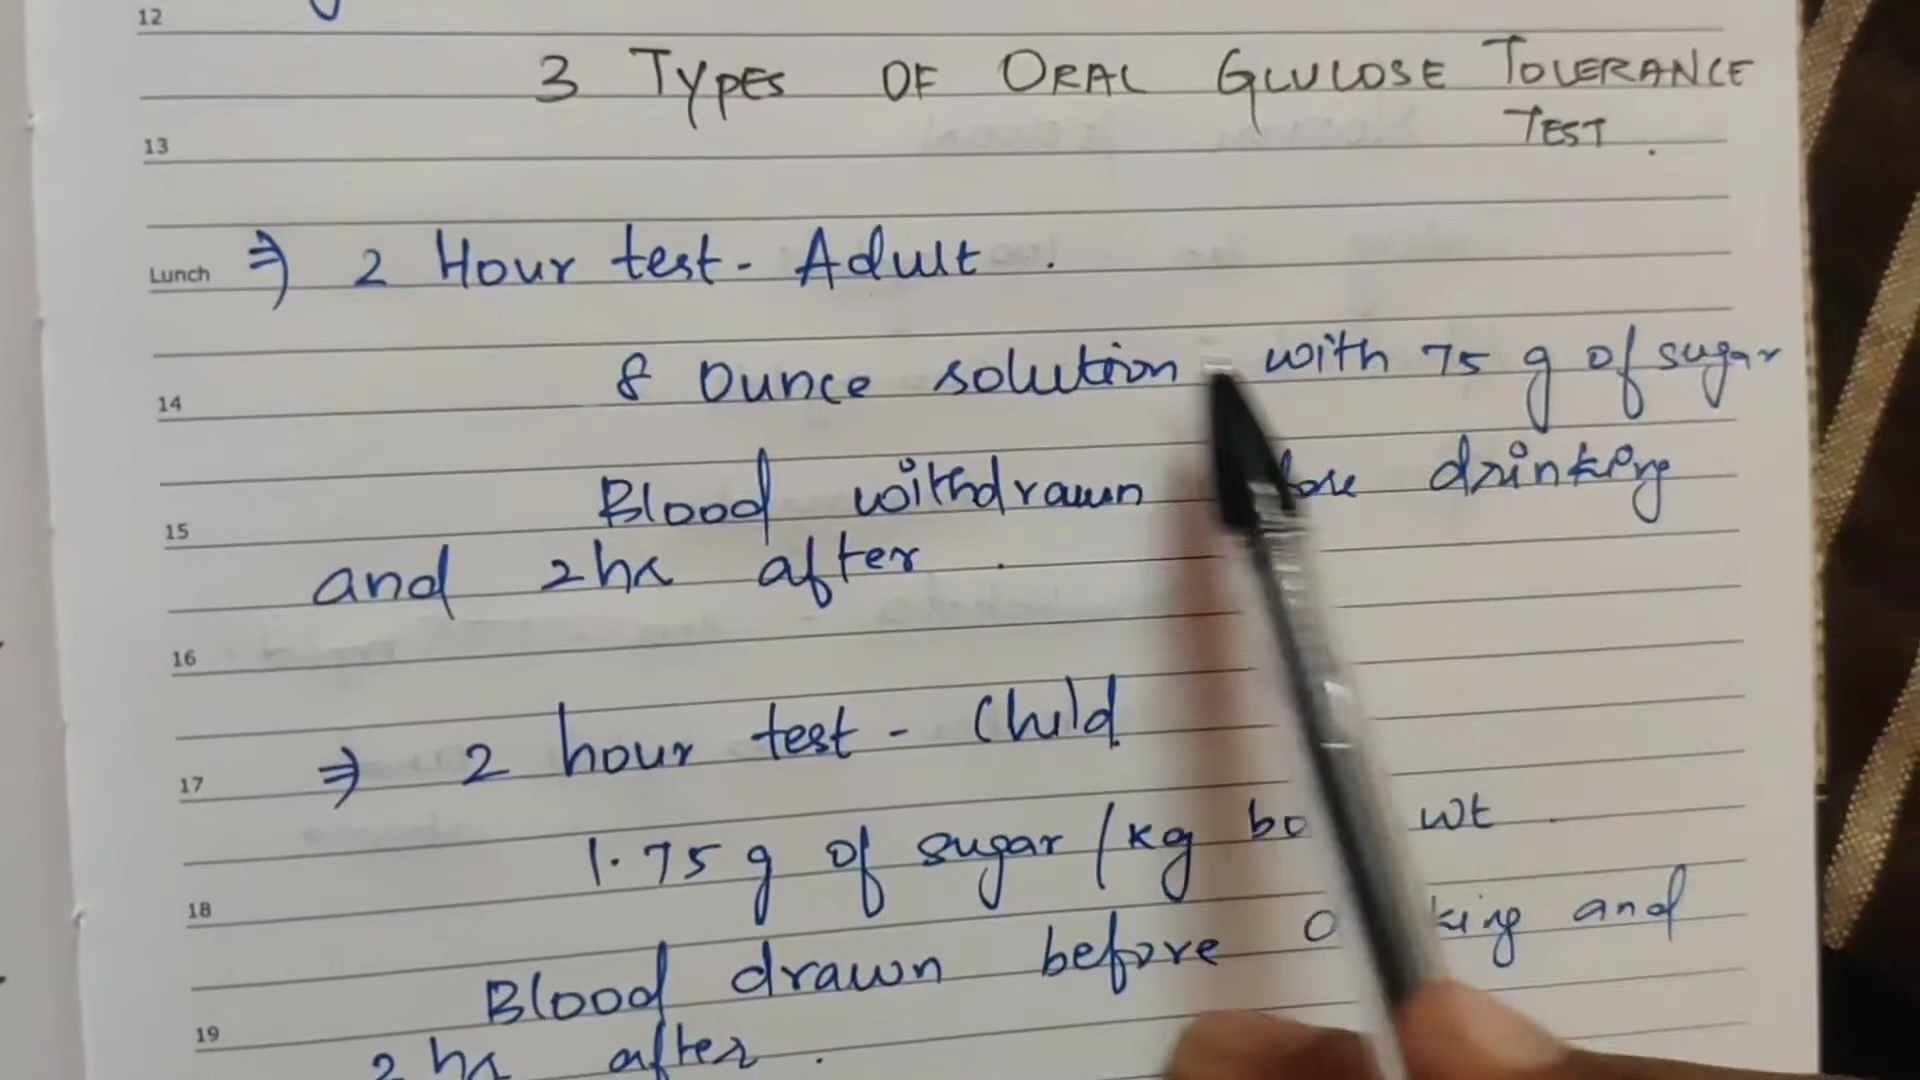 12
3 TYPES OF ORAL GLULOSE TOLERANCE
TEST.
13
Lunch ⇒ 2 Hour test - Adult.
8 ounce solution with 75 g of sugar
14
Blood withdrawn drinking
15
and 2hr after.
16
⇒ 2 hour test - Child
17
1.75 g of sugar / kg wt.
18
Blood drawn before and
19
2 hr after.